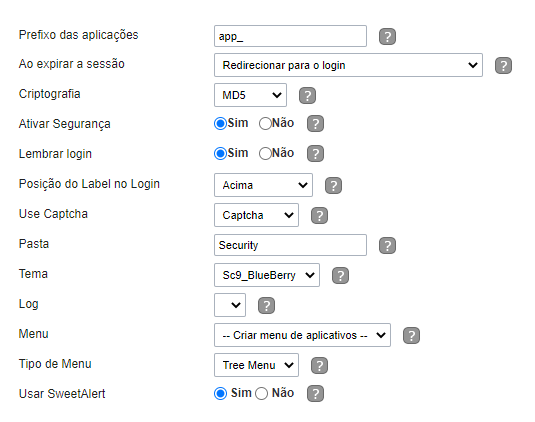 Prefixo das aplicações app_ ?
Ao expirar a sessão Redirecionar para o login ?
Criptografia MD5 ?
Ativar Segurança Sim Não ?
Lembrar login Sim Não ?
Posição do Label no Login Acima ?
Use Captcha Captcha ?
Pasta Security ?
Tema Sc9_BlueBerry ?
Log ?
Menu -- Criar menu de aplicativos -- ?
Tipo de Menu Tree Menu ?
Usar SweetAlert Sim Não ?